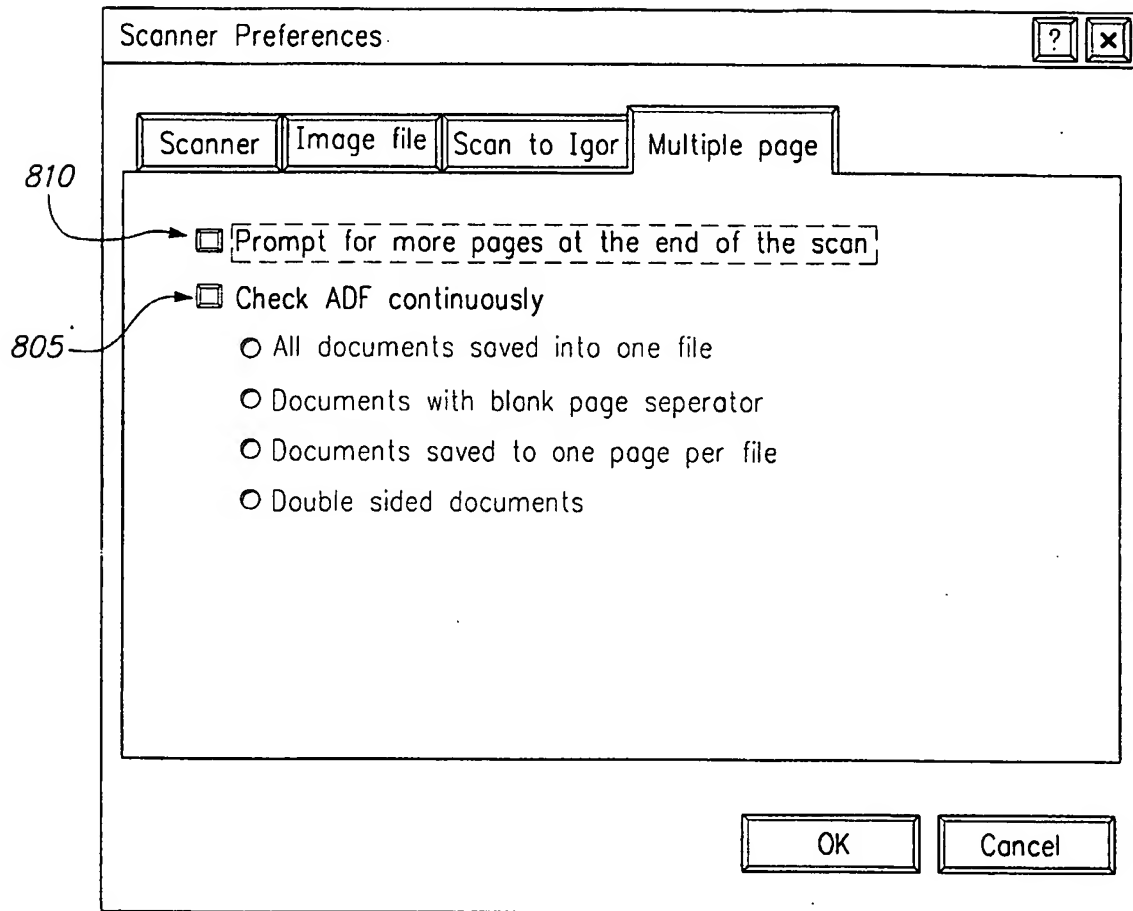 Scanner Preferences ? ×
Scanner Image file Scan to Igor Multiple page
810
Prompt for more pages at the end of the scan
Check ADF continuously
805
All documents saved into one file
Documents with blank page seperator
Documents saved to one page per file
Double sided documents
OK Cancel